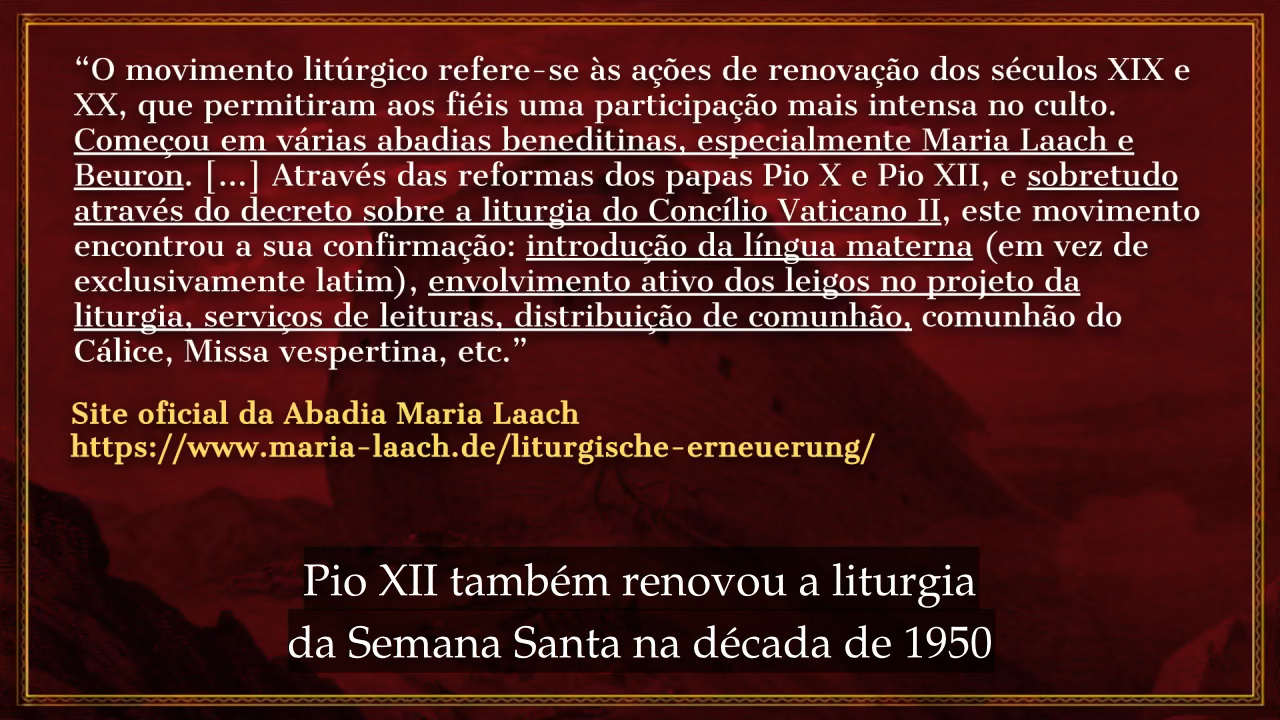 “O movimento litúrgico refere-se às ações de renovação dos séculos XIX e
XX, que permitiram aos fiéis uma participação mais intensa no culto.
Começou em várias abadias beneditinas, especialmente Maria Laach e
Beuron. [...] Através das reformas dos papas Pio X e Pio XII, e sobretudo
através do decreto sobre a liturgia do Concílio Vaticano II, este movimento
encontrou a sua confirmação: introdução da língua materna (em vez de
exclusivamente latim), envolvimento ativo dos leigos no projeto da
liturgia, serviços de leituras, distribuição de comunhão, comunhão do
Cálice, Missa vespertina, etc.”
Site oficial da Abadia Maria Laach
https://www.maria-laach.de/liturgische-erneuerung/
Pio XII também renovou a liturgia
da Semana Santa na década de 1950